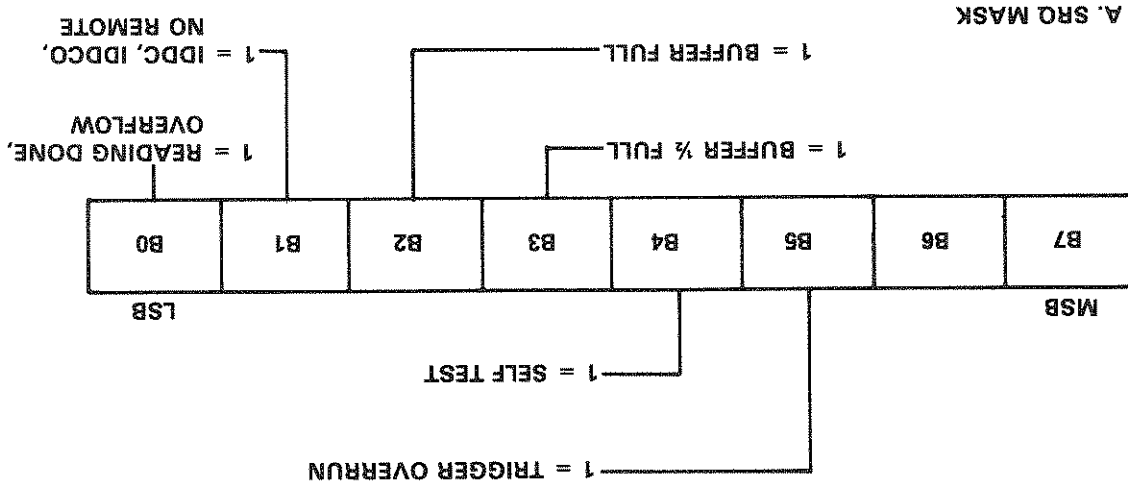 1 = TRIGGER OVERRUN
1 = SELF TEST
MSB LSB
B7 B6 B5 B4 B3 B2 B1 B0
1 = BUFFER ½ FULL
1 = READING DONE,
OVERFLOW
1 = BUFFER FULL
1 = IDDC, IDDCO,
NO REMOTE
A. SRQ MASK